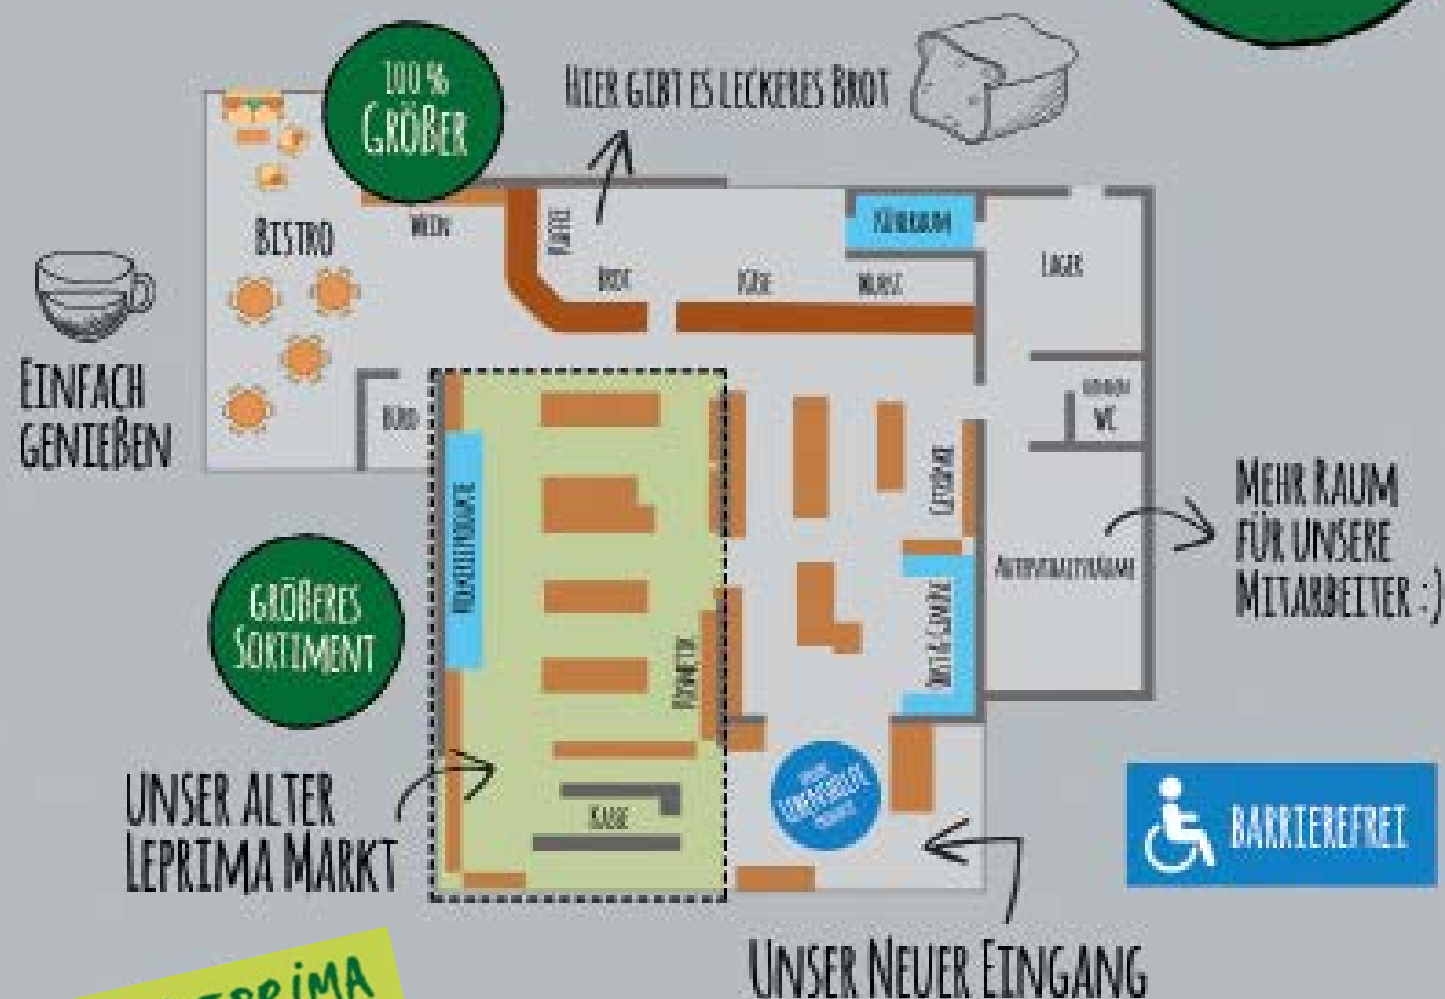 100 %
GRÖßER
HIER GIBT ES LECKERES BROT
BISTRO
WEIN
KAFFEE
BROT
KÄSE
WURST
KÜHLRAUM
LAGER
EINFACH
GENIEßEN
BÜRO
WC
GETREIDE
MOLKEREIPRODUKTE
OBST & GEMÜSE
AUFENTHALTSRÄUME
MEHR RAUM
FÜR UNSERE
MITARBEITER :)
GRÖßERES
SORTIMENT
KOSMETIK
UNSER ALTER
LEPRIMA MARKT
KASSE
BARRIEREFREI
UNSER NEUER EINGANG